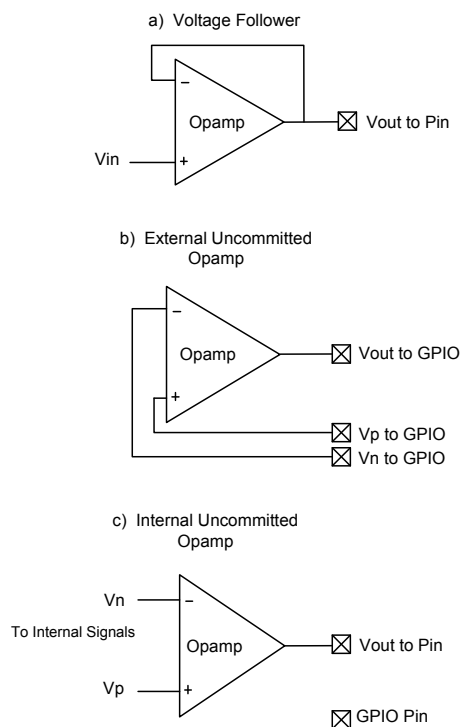 a) Voltage Follower
−
Opamp
Vout to Pin
Vin
+
b) External Uncommitted
Opamp
−
Opamp
Vout to GPIO
+
Vp to GPIO
Vn to GPIO
c) Internal Uncommitted
Opamp
Vn
−
To Internal Signals
Opamp
Vout to Pin
Vp
+
GPIO Pin